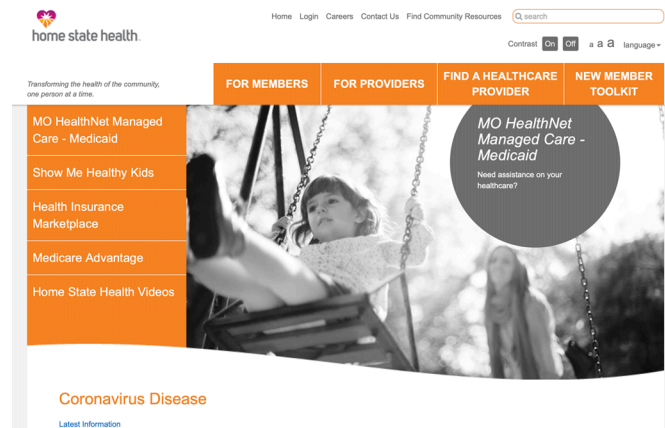 Home Login Careers Contact Us Find Community Resources search
home state health.
Contrast On Off a a a language
Transforming the health of the community,
one person at a time.
FOR MEMBERS
FOR PROVIDERS
FIND A HEALTHCARE
PROVIDER
NEW MEMBER
TOOLKIT
MO HealthNet Managed
Care - Medicaid
Show Me Healthy Kids
Health Insurance
Marketplace
Medicare Advantage
Home State Health Videos
MO HealthNet
Managed Care -
Medicaid
Need assistance on your
healthcare?
Coronavirus Disease
Latest Information